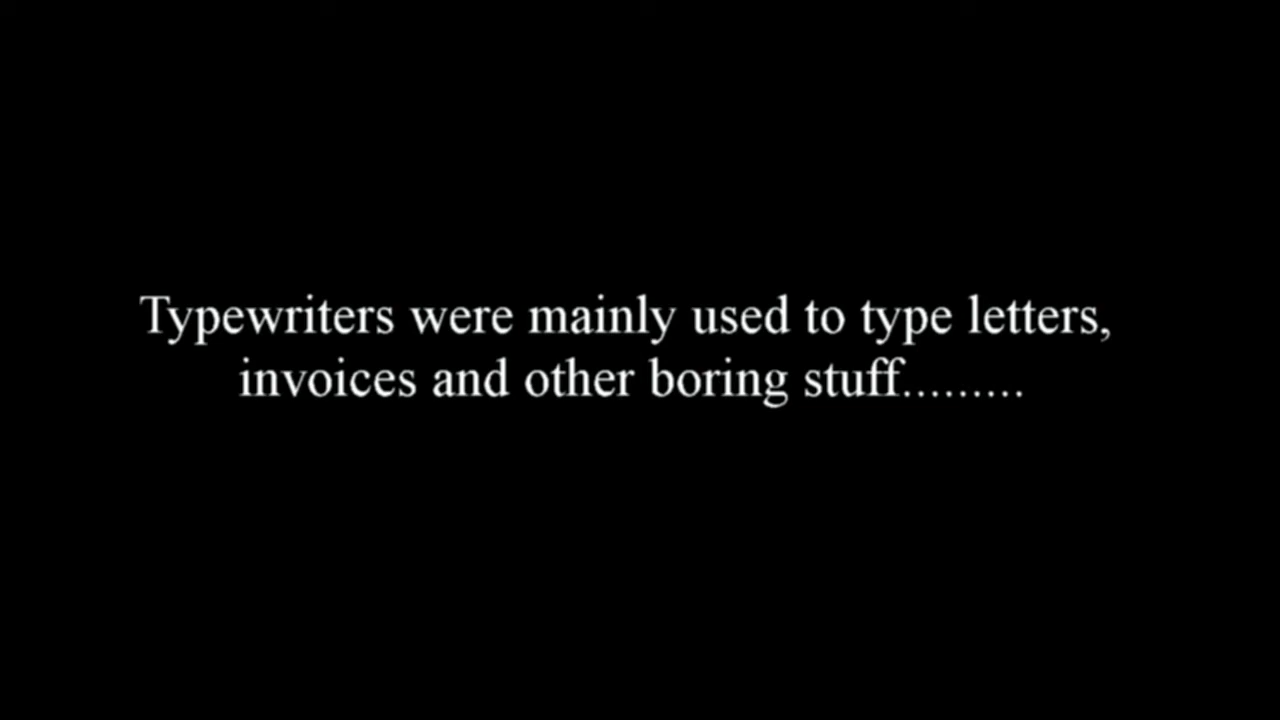 Typewriters were mainly used to type letters,
invoices and other boring stuff.........